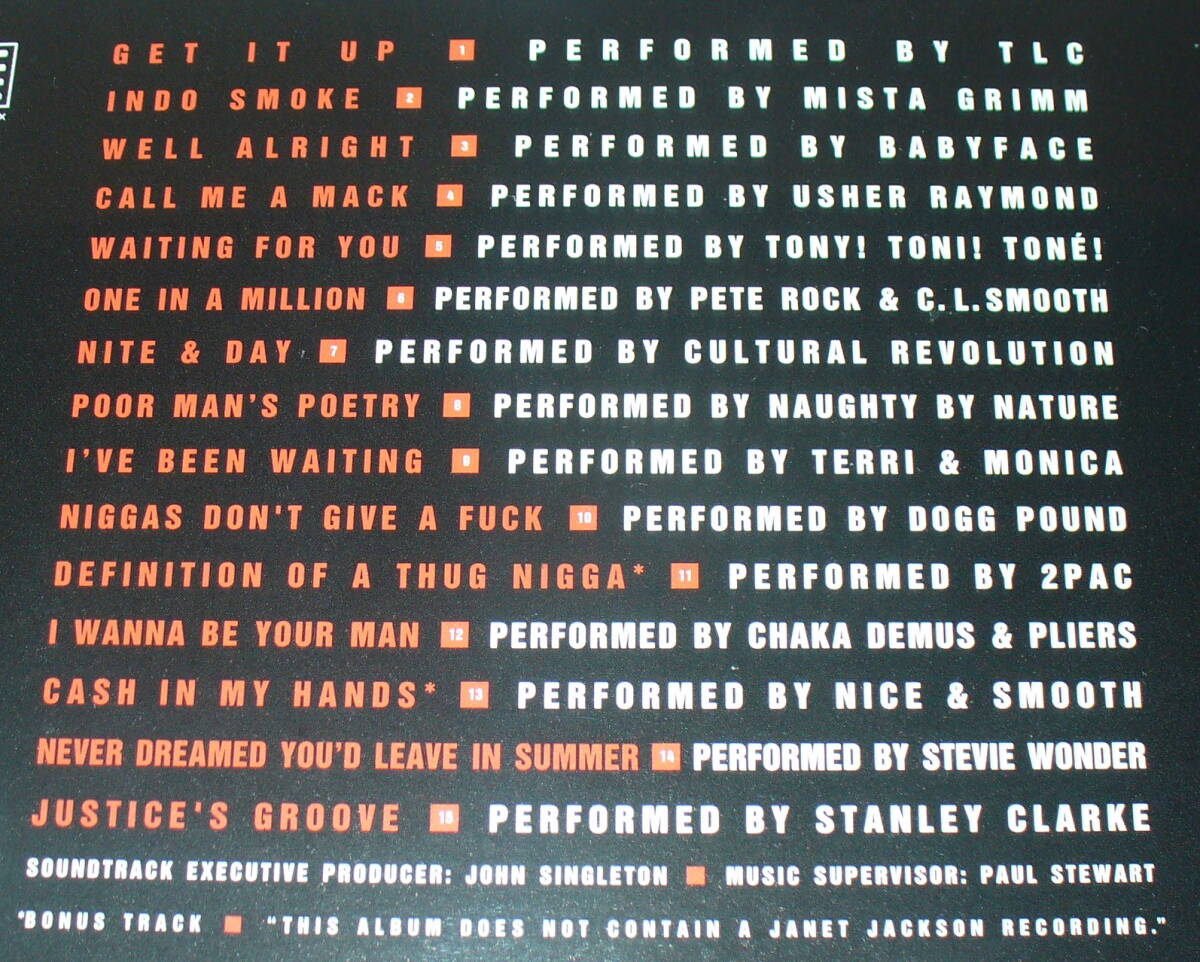 GET IT UP 1 PERFORMED BY TLC
INDO SMOKE 2 PERFORMED BY MISTA GRIMM
WELL ALRIGHT 3 PERFORMED BY BABYFACE
CALL ME A MACK 4 PERFORMED BY USHER RAYMOND
WAITING FOR YOU 5 PERFORMED BY TONY! TONI! TONÉ!
ONE IN A MILLION 6 PERFORMED BY PETE ROCK & C.L.SMOOTH
NITE & DAY 7 PERFORMED BY CULTURAL REVOLUTION
POOR MAN'S POETRY 8 PERFORMED BY NAUGHTY BY NATURE
I'VE BEEN WAITING 9 PERFORMED BY TERRI & MONICA
NIGGAS DON'T GIVE A FUCK 10 PERFORMED BY DOGG POUND
DEFINITION OF A THUG NIGGA* 11 PERFORMED BY 2PAC
I WANNA BE YOUR MAN 12 PERFORMED BY CHAKA DEMUS & PLIERS
CASH IN MY HANDS* 13 PERFORMED BY NICE & SMOOTH
NEVER DREAMED YOU'D LEAVE IN SUMMER 14 PERFORMED BY STEVIE WONDER
JUSTICE'S GROOVE 15 PERFORMED BY STANLEY CLARKE
SOUNDTRACK EXECUTIVE PRODUCER: JOHN SINGLETON ■ MUSIC SUPERVISOR: PAUL STEWART
*BONUS TRACK ■ "THIS ALBUM DOES NOT CONTAIN A JANET JACKSON RECORDING."